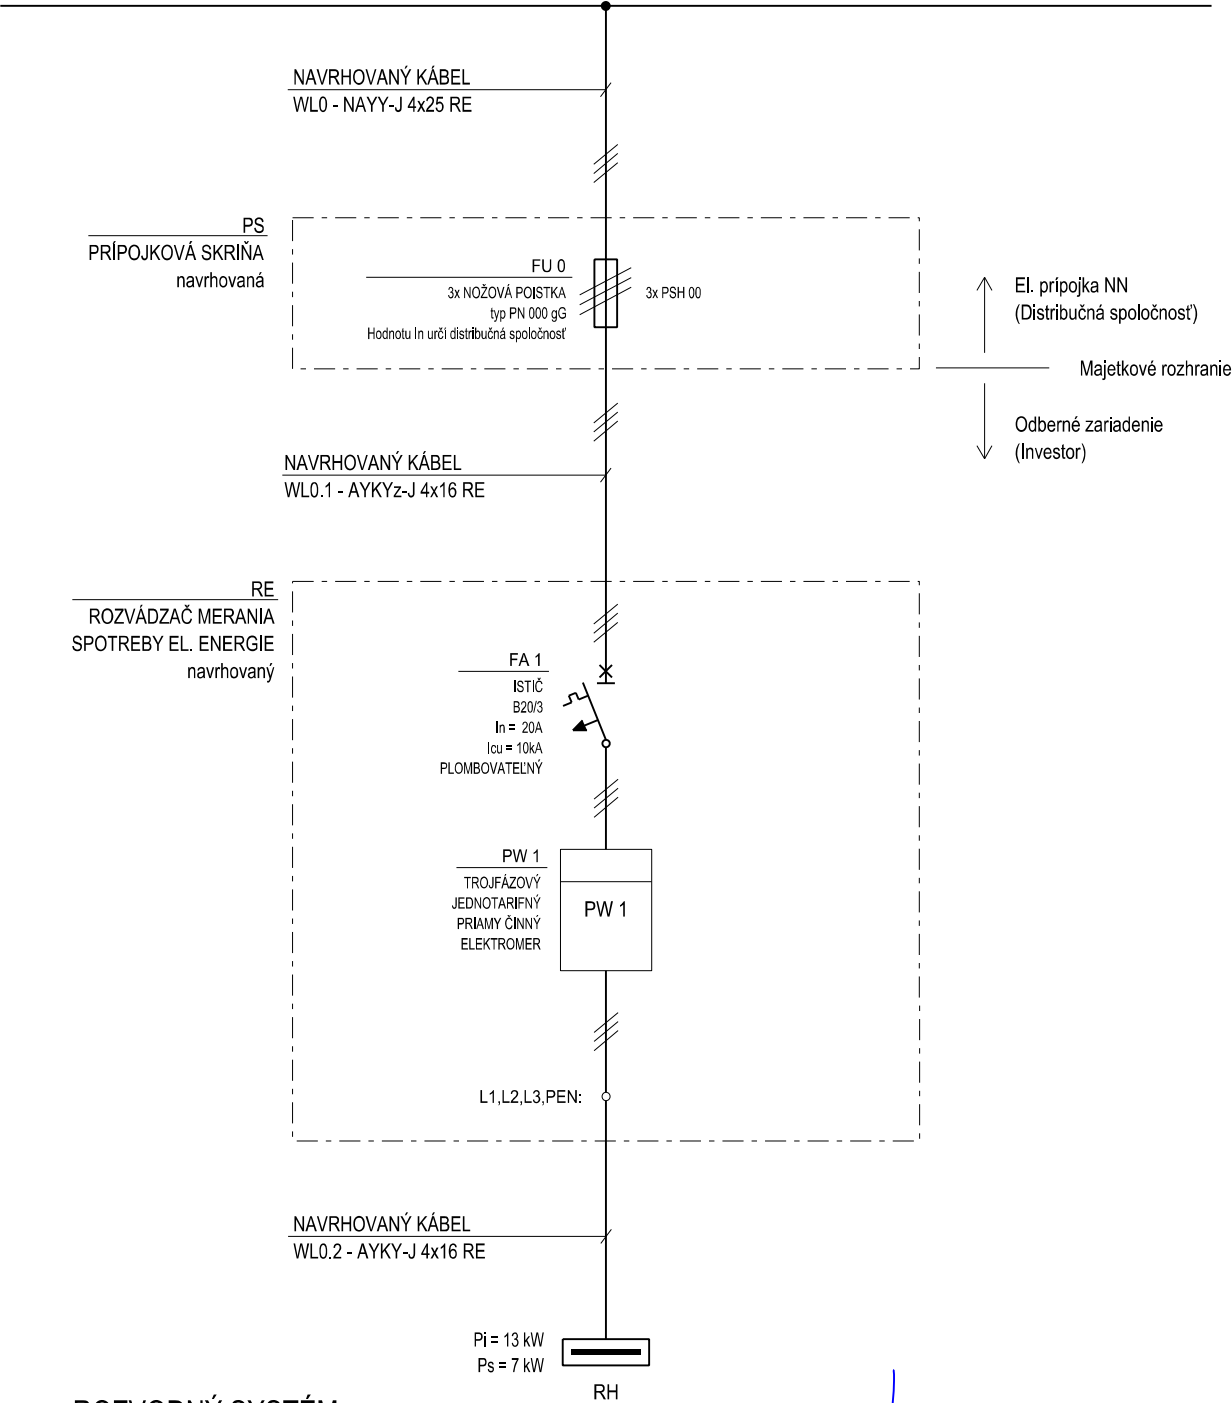 NAVRHOVANÝ KÁBEL
WL0 - NAYY-J 4x25 RE
PS
PRÍPOJKOVÁ SKRIŇA
navrhovaná
FU 0
3x NOŽOVÁ POISTKA
typ PN 000 gG
Hodnotu In určí distribučná spoločnosť
3x PSH 00
El. prípojka NN
(Distribučná spoločnosť)
Majetkové rozhranie
Odberné zariadenie
(Investor)
NAVRHOVANÝ KÁBEL
WL0.1 - AYKYz-J 4x16 RE
RE
ROZVÁDZAČ MERANIA
SPOTREBY EL. ENERGIE
navrhovaný
FA 1
ISTIČ
B20/3
In = 20A
Icu = 10kA
PLOMBOVATEĽNÝ
PW 1
TROJFÁZOVÝ
JEDNOTARIFNÝ
PRIAMY ČINNÝ
ELEKTROMER
PW 1
L1,L2,L3,PEN:
NAVRHOVANÝ KÁBEL
WL0.2 - AYKY-J 4x16 RE
Pi = 13 kW
Ps = 7 kW
RH
ROZVODNÝ SYSTÉM